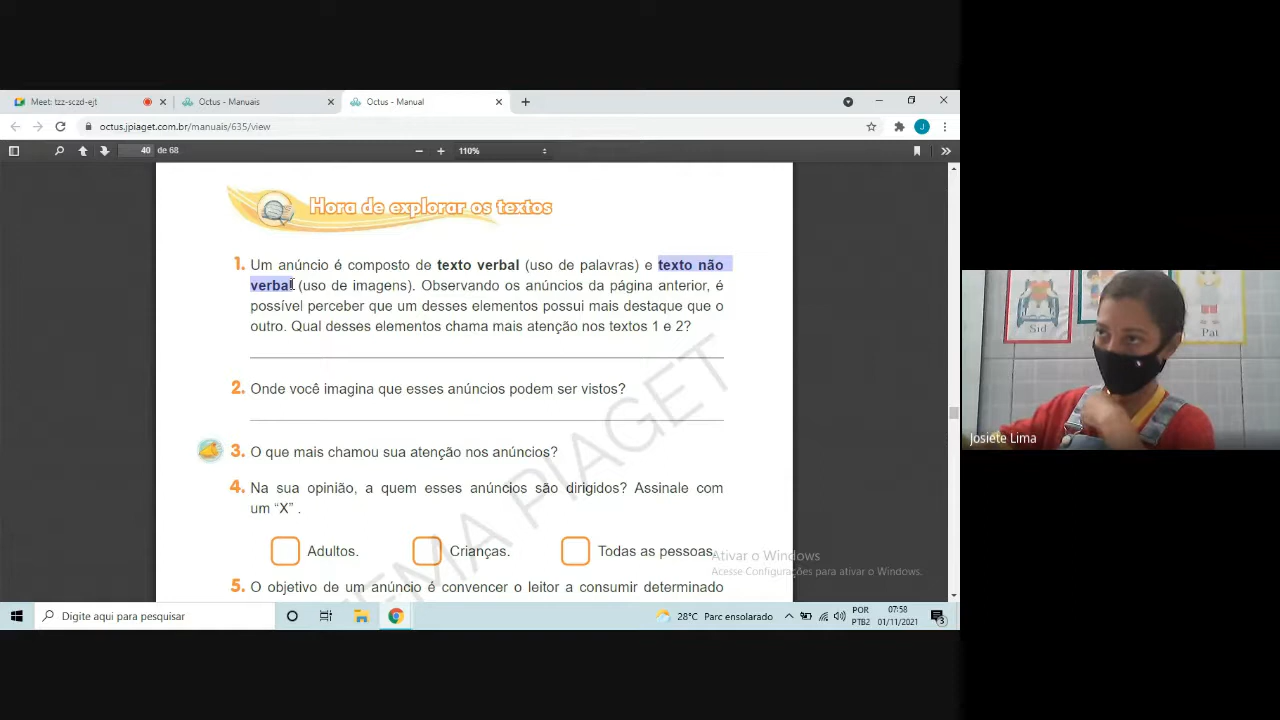 Meet: tzz-sczd-ejt
Octus - Manuais
Octus - Manual
octus.jpiaget.com.br/manuais/635/view
J
40 de 68
110%
Hora de explorar os textos
1. Um anúncio é composto de texto verbal (uso de palavras) e texto não
verbal (uso de imagens). Observando os anúncios da página anterior, é
possível perceber que um desses elementos possui mais destaque que o
outro. Qual desses elementos chama mais atenção nos textos 1 e 2?
2. Onde você imagina que esses anúncios podem ser vistos?
3. O que mais chamou sua atenção nos anúncios?
4. Na sua opinião, a quem esses anúncios são dirigidos? Assinale com
um “X” .
Adultos. Crianças. Todas as pessoas.
5. O objetivo de um anúncio é convencer o leitor a consumir determinado
EMA PIAGET
Ativar o Windows
Acesse Configurações para ativar o Windows.
Digite aqui para pesquisar
28°C Parc ensolarado
POR
PTB2
07:58
01/11/2021
3
Sid
Pat
Josiete Lima